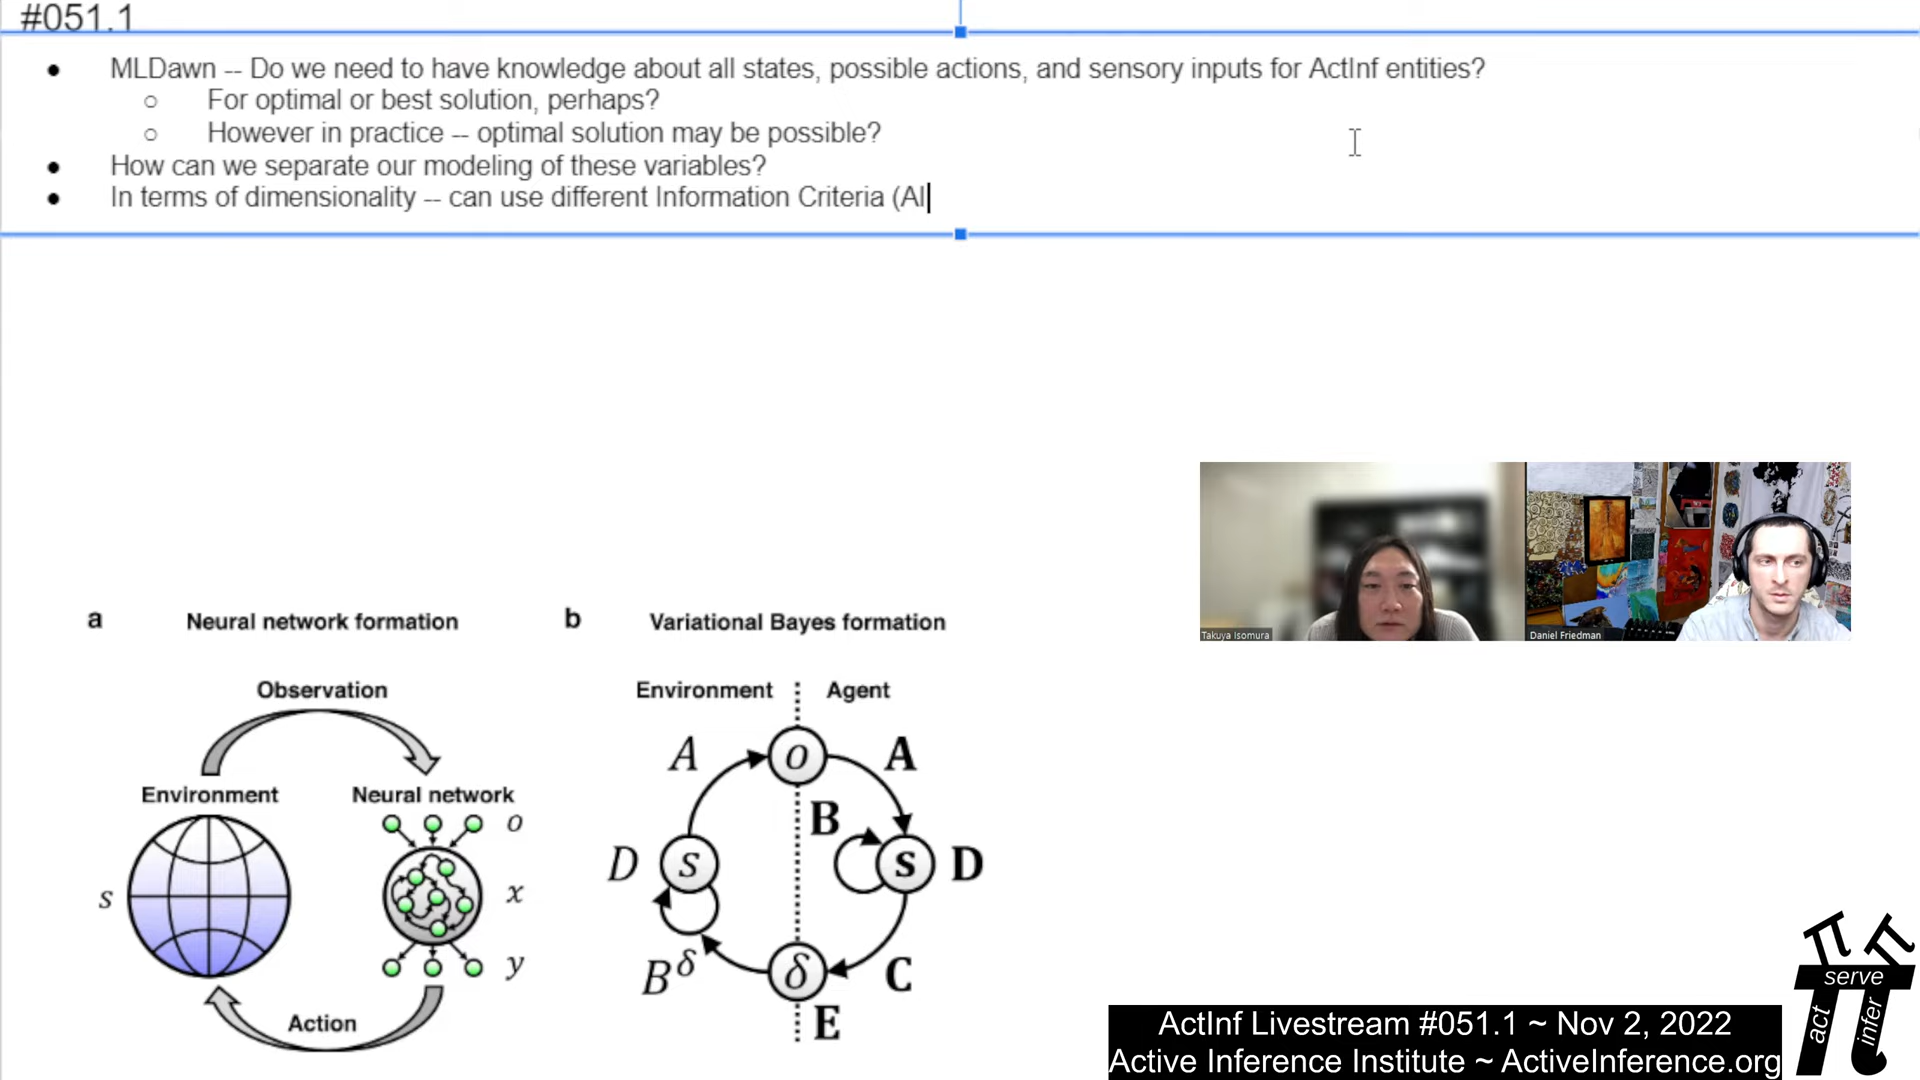 #051.1
● MLDawn -- Do we need to have knowledge about all states, possible actions, and sensory inputs for ActInf entities?
○ For optimal or best solution, perhaps?
○ However in practice -- optimal solution may be possible?
● How can we separate our modeling of these variables?
● In terms of dimensionality -- can use different Information Criteria (AI
Takuya Isomura
Daniel Friedman
a Neural network formation
Observation
Environment
Neural network
o
s
x
y
Action
b Variational Bayes formation
Environment Agent
A o A
B
D s s D
B^δ δ C
E
π π π
serve
act
infer
ActInf Livestream #051.1 ~ Nov 2, 2022
Active Inference Institute ~ ActiveInference.org